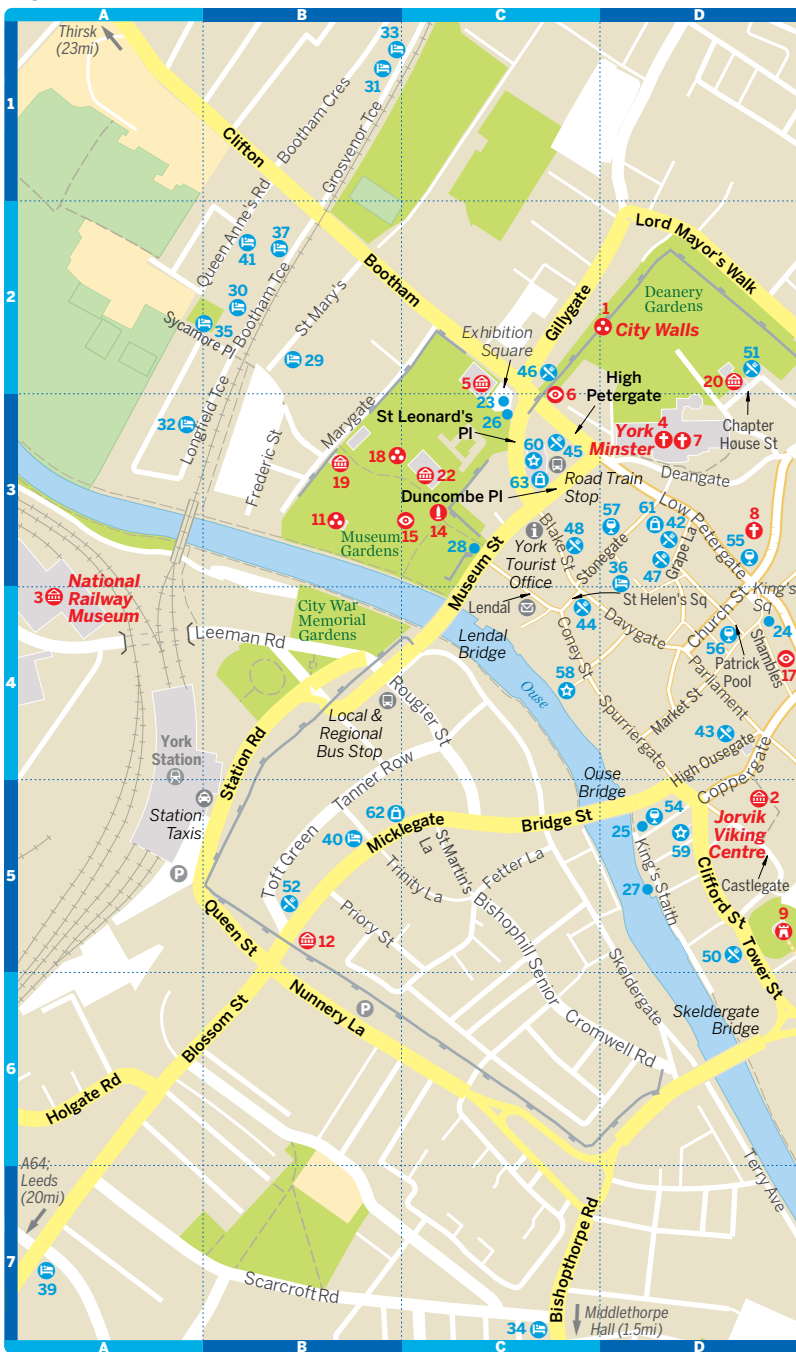 A
B
C
D
1
2
3
4
5
6
7
Thirsk
(23mi)
33
31
Bootham Cres
Grosvenor Tce
Clifton
Queen Anne's Rd
37
41
Bootham Tce
30
35
Sycamore Pl
St Mary's
29
Bootham
Lord Mayor's Walk
Gillygate
Deanery
Gardens
1
City Walls
Exhibition
Square
46
5
23
26
6
High
Petergate
51
20
Chapter
House St
32
Longfield Tce
Frederic St
Marygate
St Leonard's
Pl
60
45
York
Minster
4
7
18
19
22
63
Duncombe Pl
Road Train
Stop
Deangate
11
15
14
Museum
Gardens
28
Museum St
York
Tourist
Office
Blake St
48
Stonegate
57
61
42
Low Petergate
8
55
Grape La
47
36
King's
Sq
3
National
Railway
Museum
City War
Memorial
Gardens
Lendal
St Helen's Sq
44
Lendal
Bridge
Coney St
Davygate
Church St
24
56
Patrick
Pool
Shambles
17
Leeman Rd
58
Ouse
Parliament
Market St
Spurriergate
43
Rougier St
Local &
Regional
Bus Stop
York
Station
Station Rd
Tanner Row
Ouse
Bridge
High Ousegate
Coppergate
2
Jorvik
Viking
Centre
Station
Taxis
62
Micklegate
Bridge St
54
25
59
40
St Martin's
La
Toft Green
Trinity La
Fetter La
King's Staith
Clifford St
Castlegate
P
52
27
9
Queen St
Priory St
12
Bishophill Senior
50
Tower St
Skeldergate
Nunnery La
P
Skeldergate
Bridge
Blossom St
Cromwell Rd
Holgate Rd
A64;
Leeds
(20mi)
Terry Ave
Bishopthorpe Rd
39
Scarcroft Rd
34
Middlethorpe
Hall (1.5mi)
A
B
C
D
1
2
3
4
5
6
7